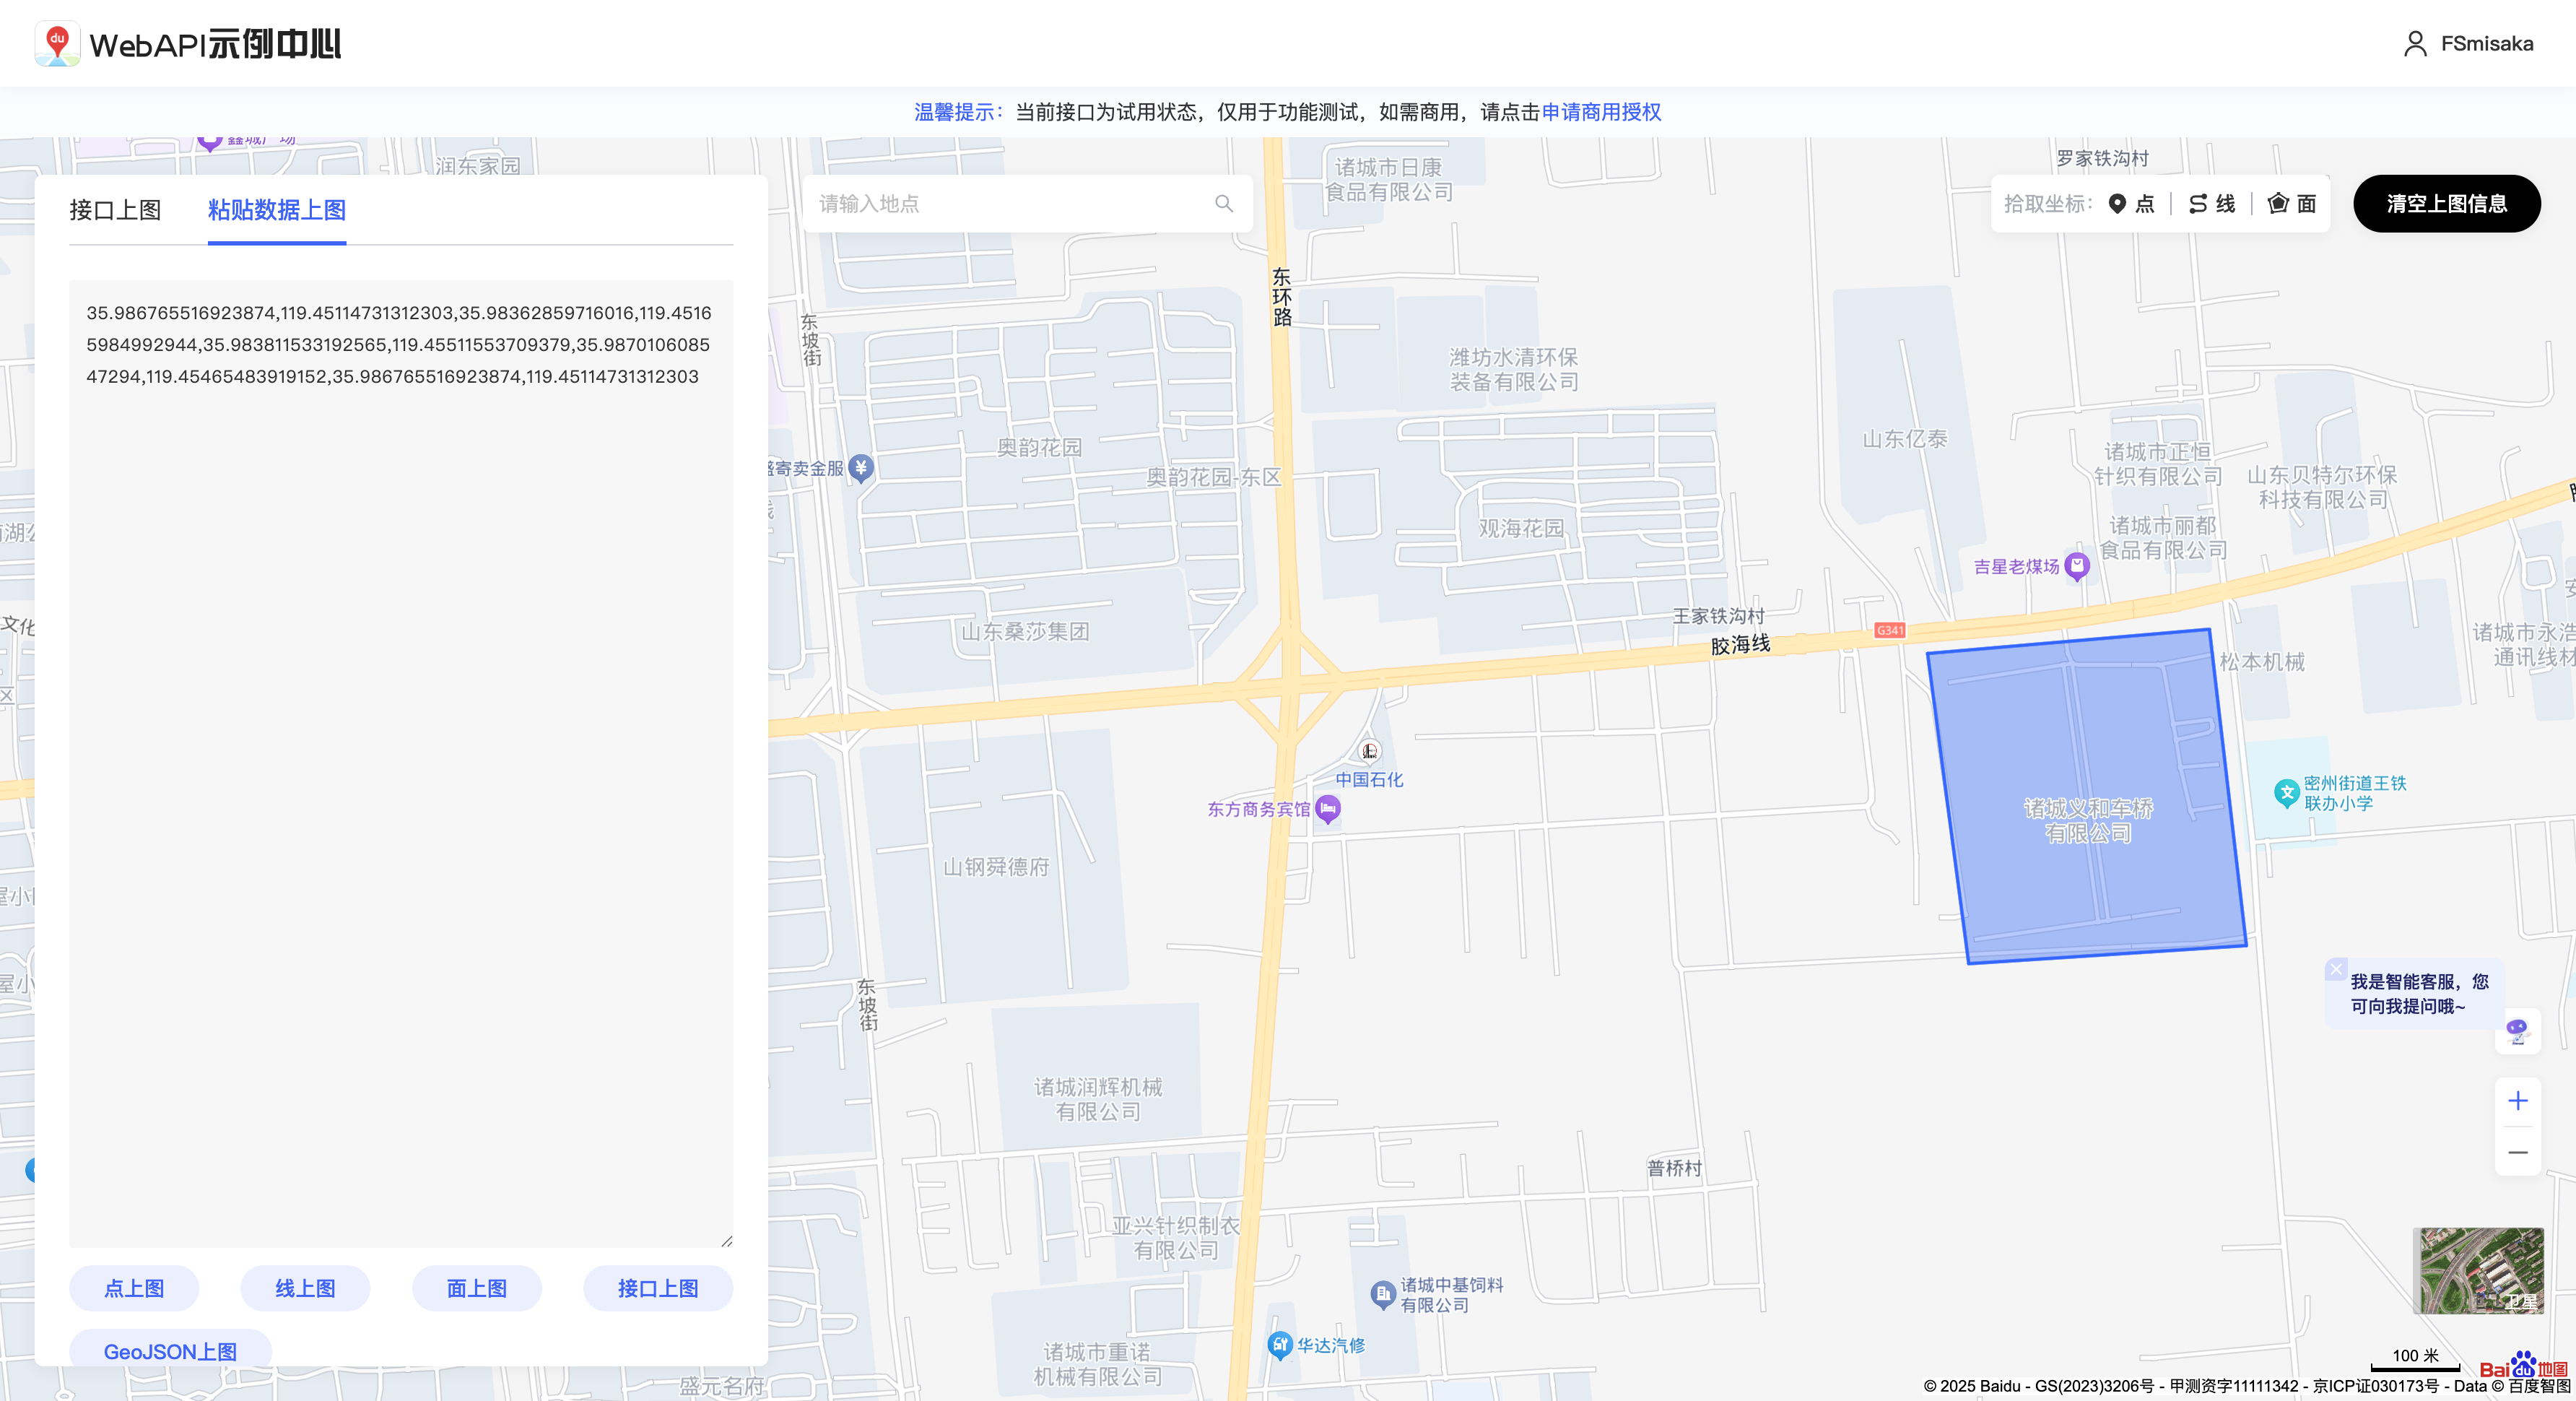 du WebAPI示例中心
FSmisaka
温馨提示：当前接口为试用状态，仅用于功能测试，如需商用，请点击申请商用授权
接口上图
粘贴数据上图
35.986765516923874,119.45114731312303,35.98362859716016,119.4516
5984992944,35.983811533192565,119.45511553709379,35.9870106085
47294,119.45465483919152,35.986765516923874,119.45114731312303
点上图
线上图
面上图
接口上图
GeoJSON上图
请输入地点
拾取坐标：
点
线
面
清空上图信息
润东家园
诸城市日康
食品有限公司
罗家铁沟村
东环路
东坡街
潍坊水清环保
装备有限公司
奥韵花园
奥韵花园-东区
寄卖金服
观海花园
山东亿泰
诸城市正恒
针织有限公司
山东贝特尔环保
科技有限公司
诸城市丽都
食品有限公司
吉星老煤场
王家铁沟村
胶海线
G341
山东桑莎集团
松本机械
诸城市永浩
通讯线材
文化
中国石化
东方商务宾馆
密州街道王铁
联办小学
诸城义和车桥
有限公司
山钢舜德府
东坡街
我是智能客服，您
可向我提问哦~
诸城润辉机械
有限公司
普桥村
亚兴针织制衣
有限公司
诸城中基饲料
有限公司
华达汽修
诸城市重诺
机械有限公司
盛元名府
卫星
100 米
Bai du 地图
© 2025 Baidu - GS(2023)3206号 - 甲测资字11111342 - 京ICP证030173号 - Data © 百度智图